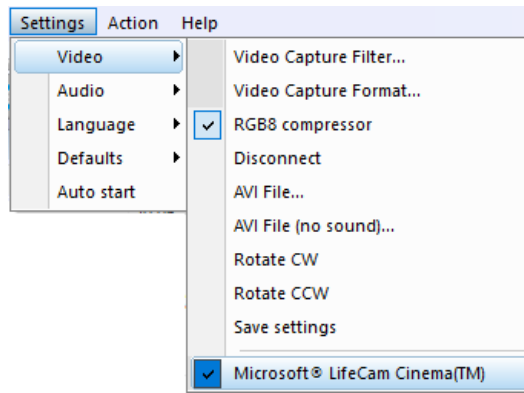 Settings Action Help
Video
Audio
Language
Defaults
Auto start
Video Capture Filter...
Video Capture Format...
RGB8 compressor
Disconnect
AVI File...
AVI File (no sound)...
Rotate CW
Rotate CCW
Save settings
Microsoft® LifeCam Cinema(TM)